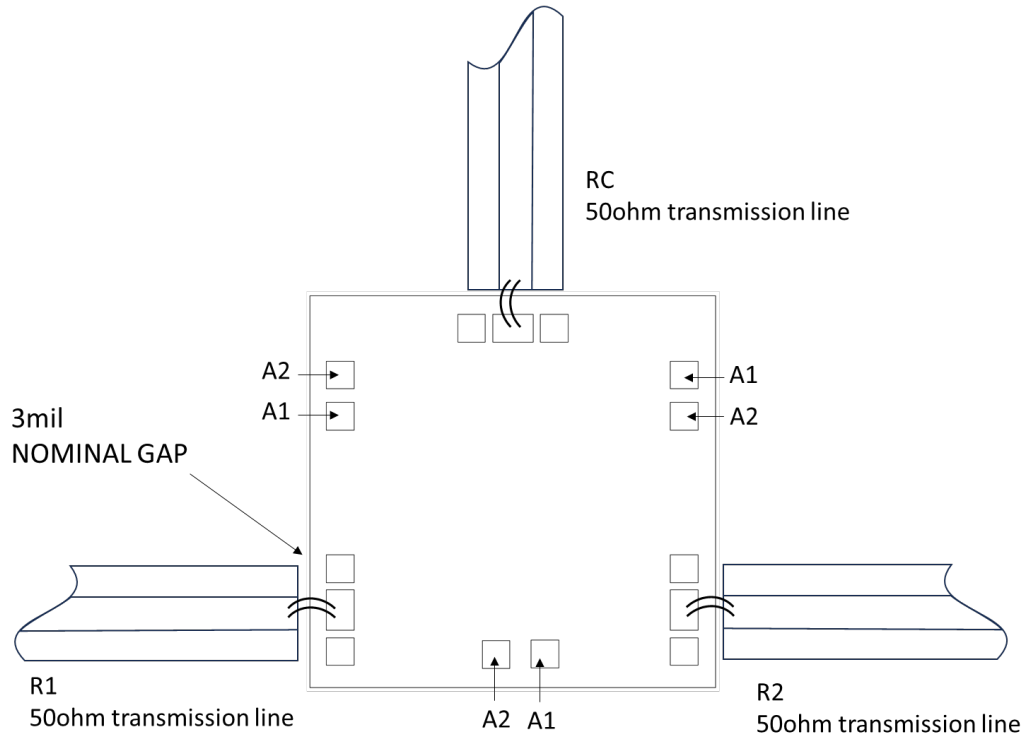 RC
50ohm transmission line
A2
A1
A1
A2
3mil
NOMINAL GAP
R1
50ohm transmission line
A2
A1
R2
50ohm transmission line